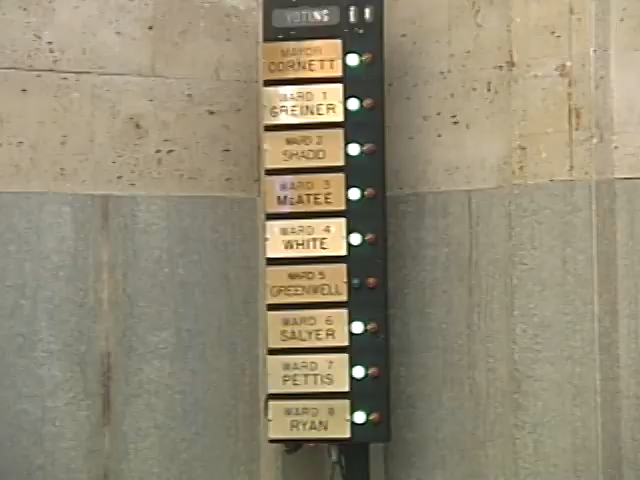 VOTING
MAYOR
CORNETT
WARD 1
GREINER
WARD 2
SHADID
WARD 3
McATEE
WARD 4
WHITE
WARD 5
GREENWELL
WARD 6
SALYER
WARD 7
PETTIS
WARD 8
RYAN